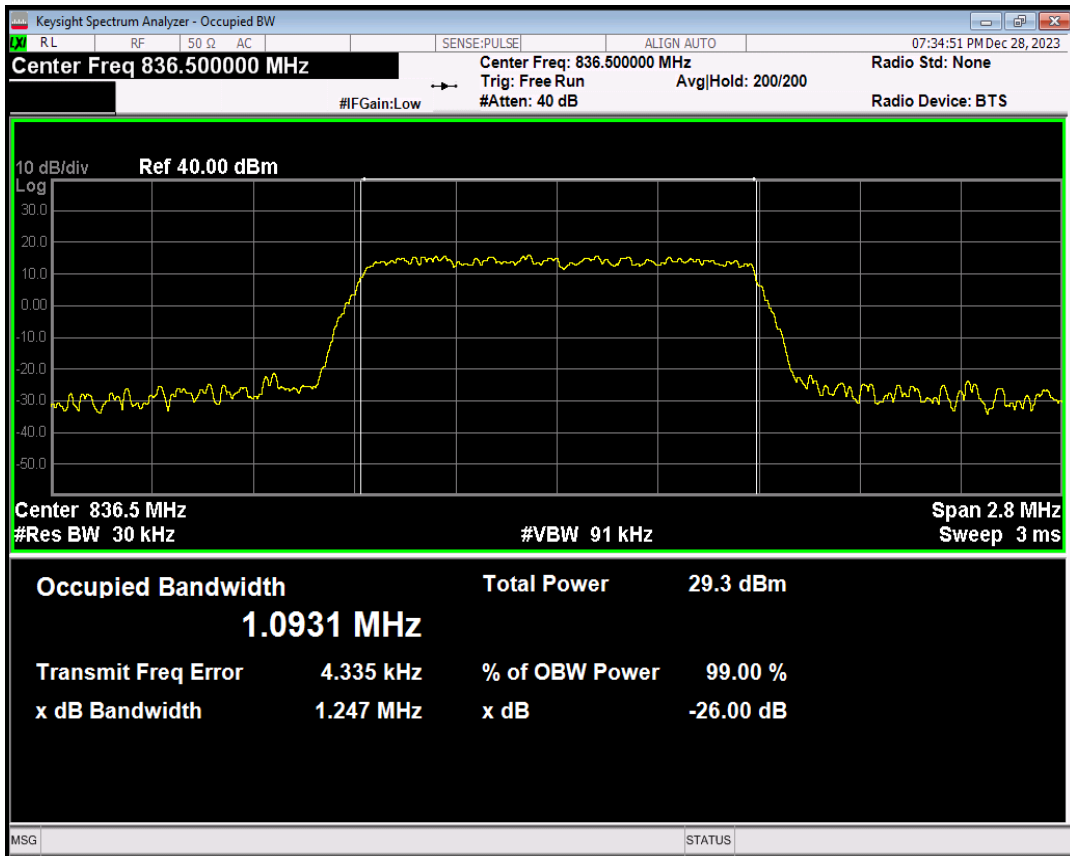 Keysight Spectrum Analyzer - Occupied BW
LXI RL RF 50 Ω AC SENSE:PULSE ALIGN AUTO 07:34:51 PM Dec 28, 2023
Center Freq 836.500000 MHz Center Freq: 836.500000 MHz Radio Std: None
Trig: Free Run Avg|Hold: 200/200
#IFGain:Low #Atten: 40 dB Radio Device: BTS
10 dB/div Ref 40.00 dBm
Log
30.0
20.0
10.0
0.00
-10.0
-20.0
-30.0
-40.0
-50.0
Center 836.5 MHz Span 2.8 MHz
#Res BW 30 kHz #VBW 91 kHz Sweep 3 ms
Occupied Bandwidth Total Power 29.3 dBm
1.0931 MHz
Transmit Freq Error 4.335 kHz % of OBW Power 99.00 %
x dB Bandwidth 1.247 MHz x dB -26.00 dB
MSG STATUS